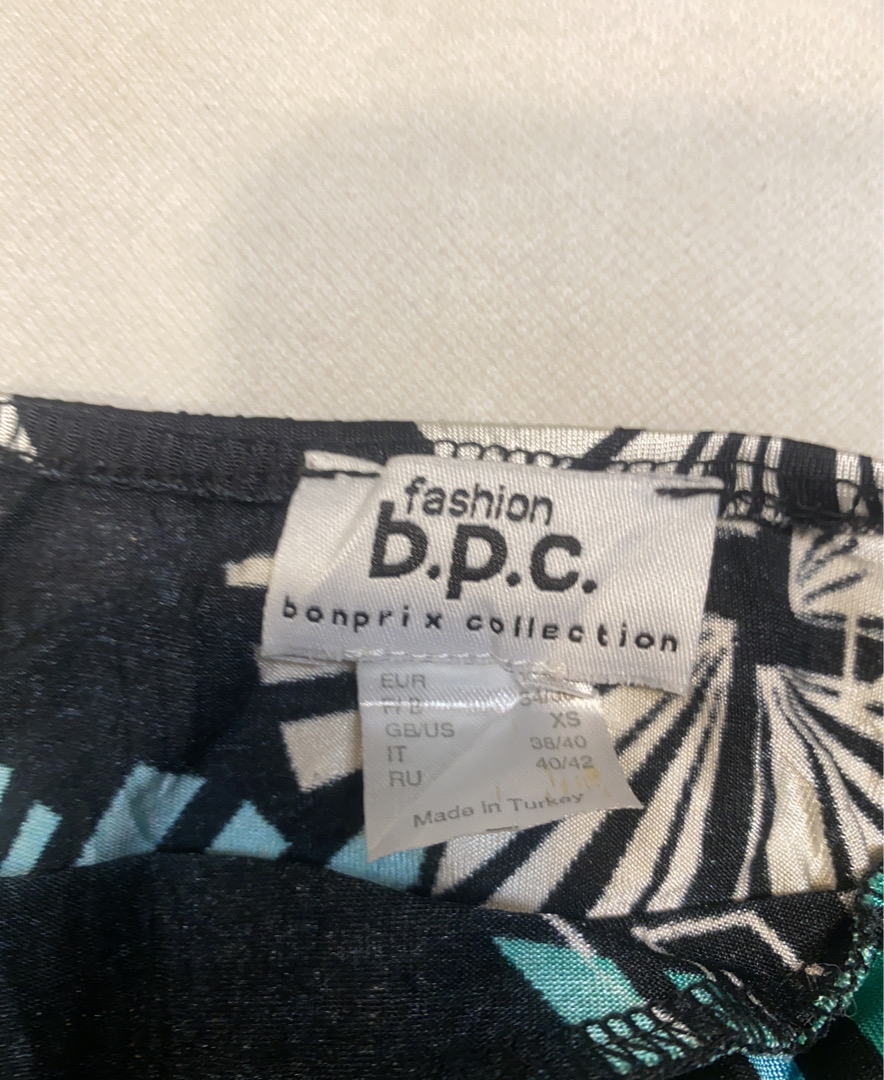 fashion
b.p.c.
bonprix collection
EUR
GB/US XS
IT 38/40
RU 40/42
Made in Turkey